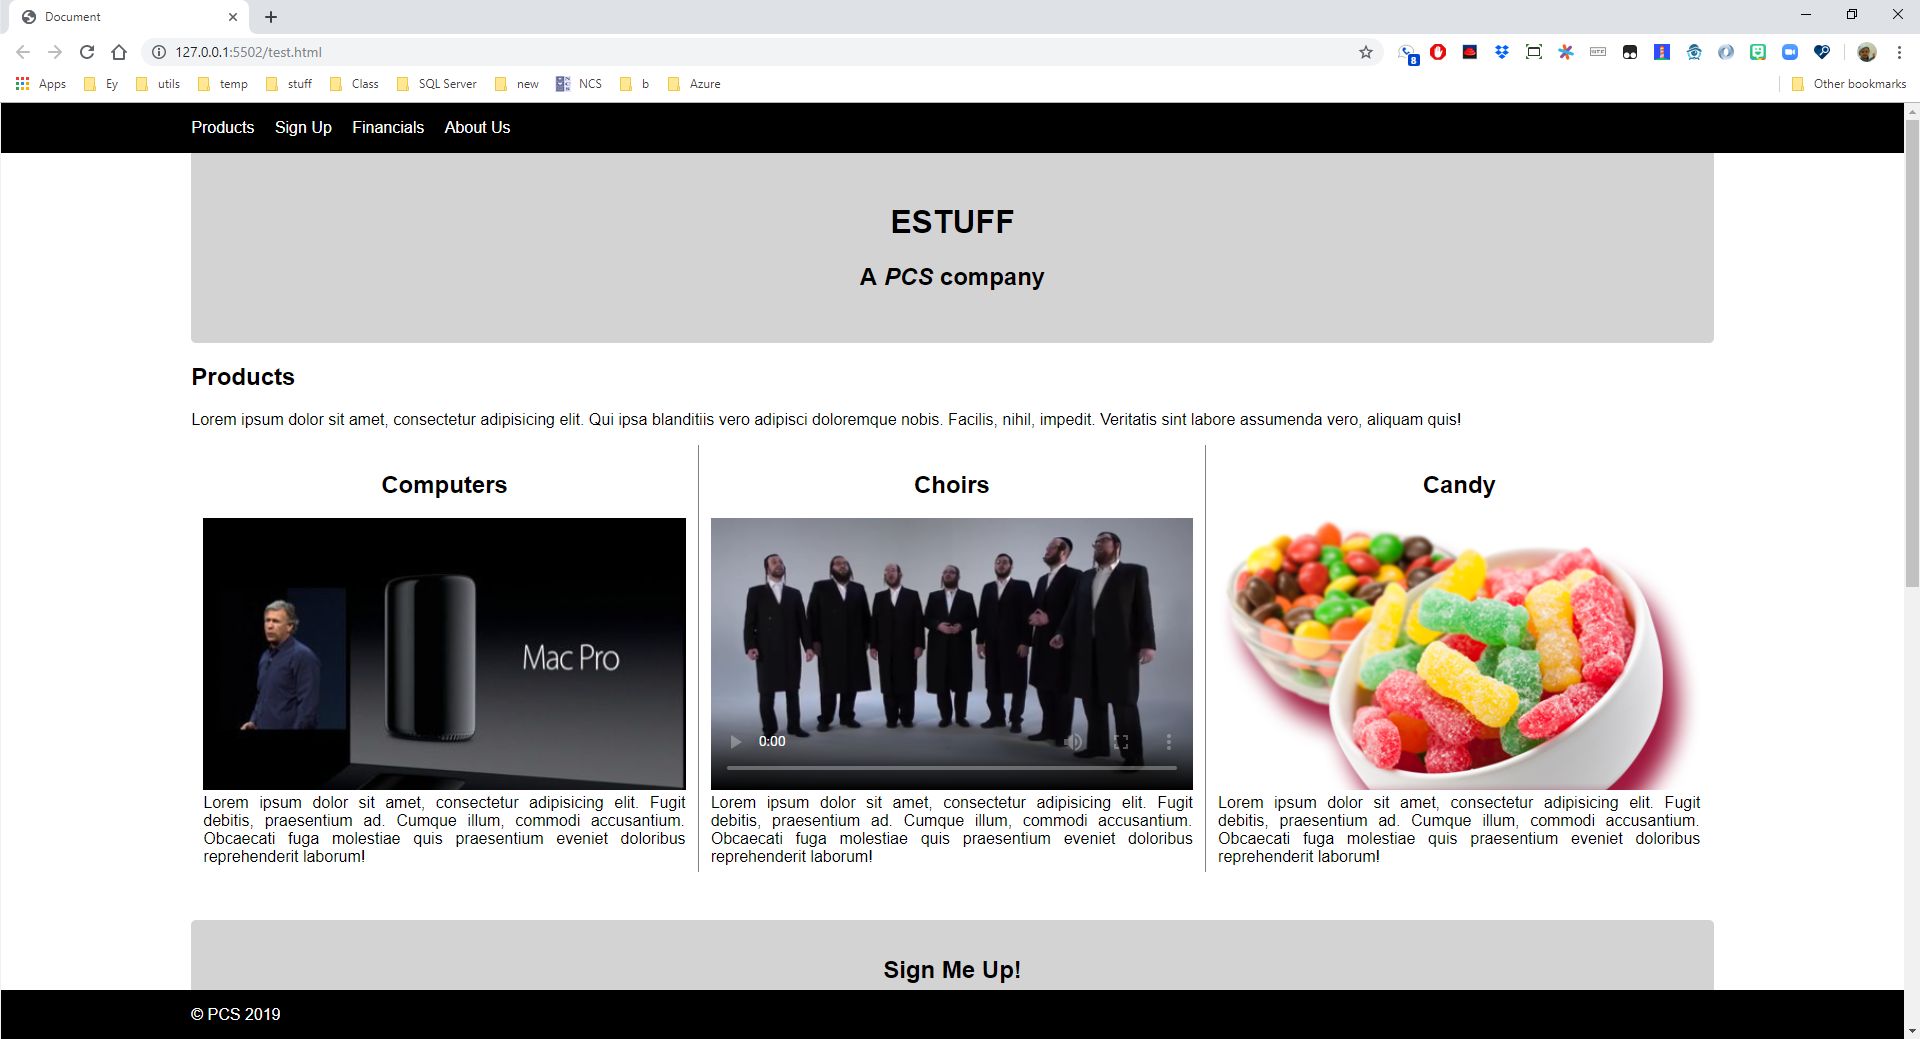 Document
127.0.0.1:5502/test.html
8
Apps Ey utils temp stuff Class SQL Server new NCS b Azure Other bookmarks
Products Sign Up Financials About Us
ESTUFF
A PCS company
Products
Lorem ipsum dolor sit amet, consectetur adipisicing elit. Qui ipsa blanditiis vero adipisci doloremque nobis. Facilis, nihil, impedit. Veritatis sint labore assumenda vero, aliquam quis!
Computers
Mac Pro
Lorem ipsum dolor sit amet, consectetur adipisicing elit. Fugit
debitis, praesentium ad. Cumque illum, commodi accusantium.
Obcaecati fuga molestiae quis praesentium eveniet doloribus
reprehenderit laborum!
Choirs
0:00
Lorem ipsum dolor sit amet, consectetur adipisicing elit. Fugit
debitis, praesentium ad. Cumque illum, commodi accusantium.
Obcaecati fuga molestiae quis praesentium eveniet doloribus
reprehenderit laborum!
Candy
Lorem ipsum dolor sit amet, consectetur adipisicing elit. Fugit
debitis, praesentium ad. Cumque illum, commodi accusantium.
Obcaecati fuga molestiae quis praesentium eveniet doloribus
reprehenderit laborum!
Sign Me Up!
© PCS 2019